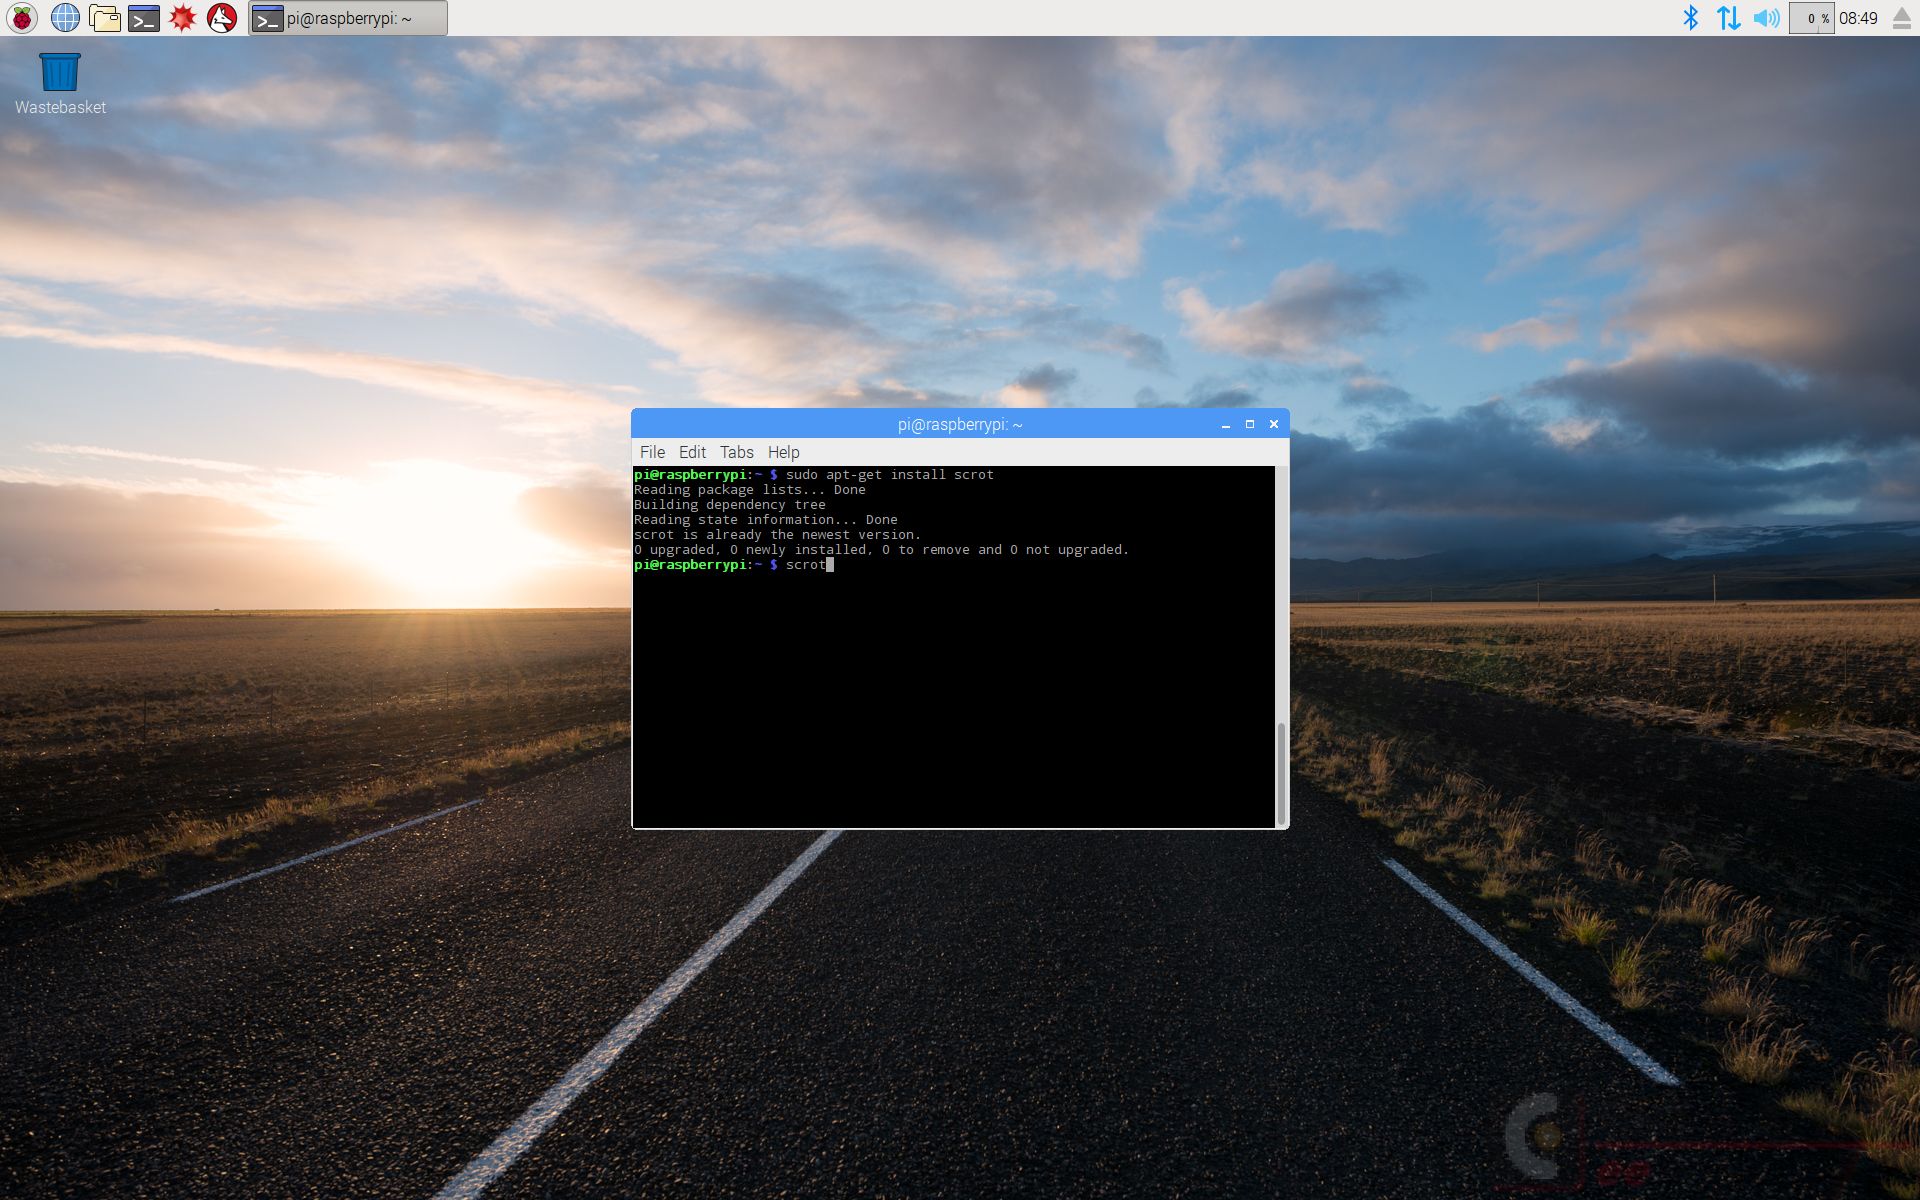 pi@raspberrypi: ~
0 %
08:49
Wastebasket
pi@raspberrypi: ~
File Edit Tabs Help
pi@raspberrypi:~ $ sudo apt-get install scrot
Reading package lists... Done
Building dependency tree
Reading state information... Done
scrot is already the newest version.
0 upgraded, 0 newly installed, 0 to remove and 0 not upgraded.
pi@raspberrypi:~ $ scrot